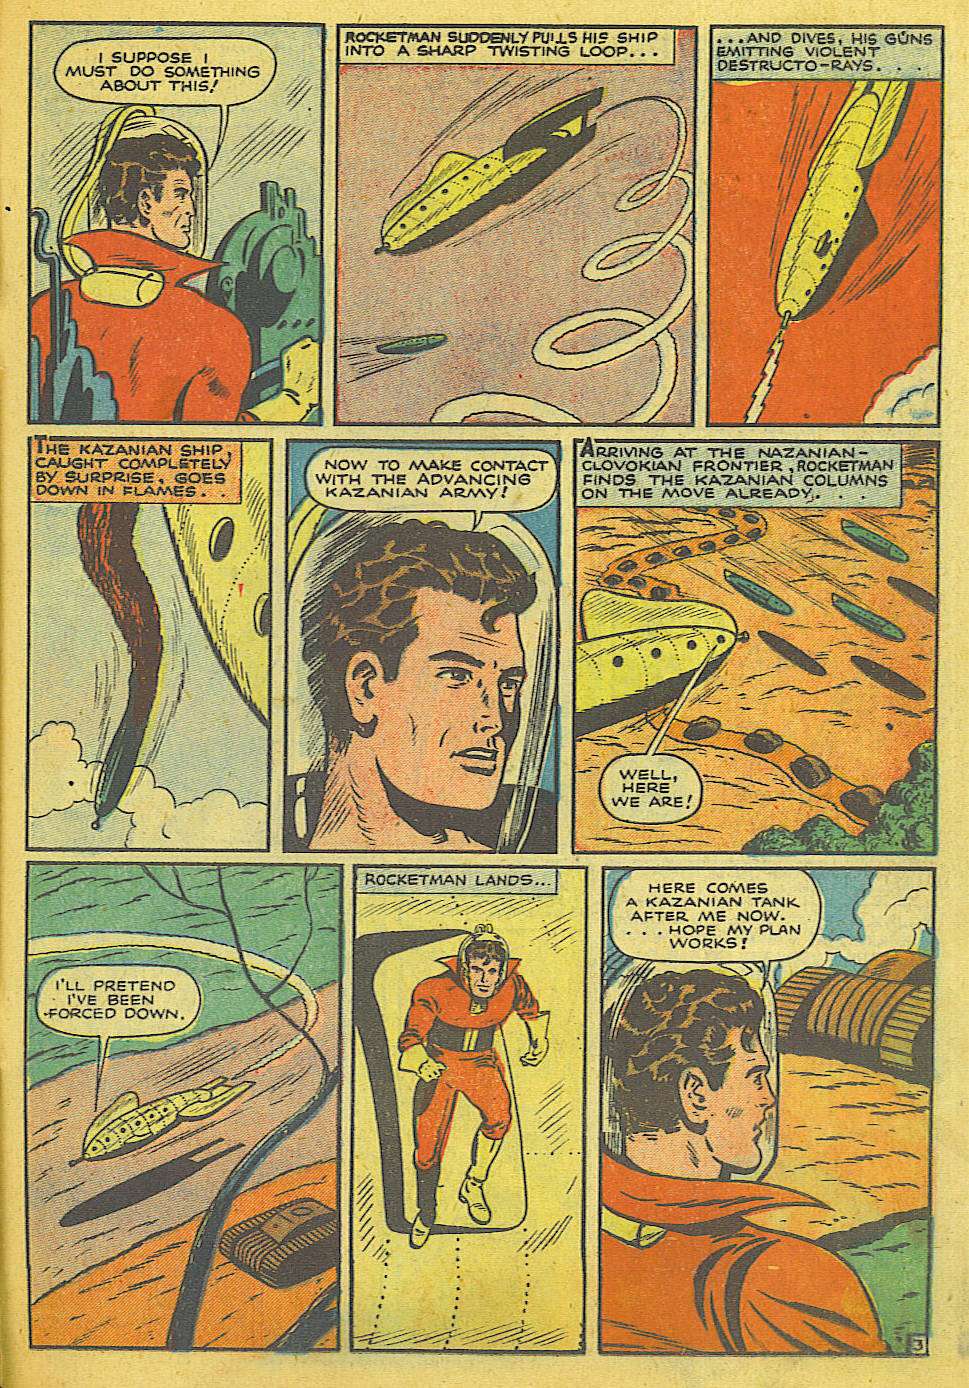 I SUPPOSE I
MUST DO SOMETHING
ABOUT THIS!
ROCKETMAN SUDDENLY PULLS HIS SHIP
INTO A SHARP TWISTING LOOP...
...AND DIVES, HIS GUNS
EMITTING VIOLENT
DESTRUCTO-RAYS. . .
THE KAZANIAN SHIP,
CAUGHT COMPLETELY
BY SURPRISE, GOES
DOWN IN FLAMES. . .
NOW TO MAKE CONTACT
WITH THE ADVANCING
KAZANIAN ARMY!
ARRIVING AT THE NAZANIAN-
CLOVOKIAN FRONTIER, ROCKETMAN
FINDS THE KAZANIAN COLUMNS
ON THE MOVE ALREADY. . .
WELL,
HERE
WE ARE!
I'LL PRETEND
I'VE BEEN
FORCED DOWN.
ROCKETMAN LANDS...
HERE COMES
A KAZANIAN TANK
AFTER ME NOW.
. . . HOPE MY PLAN
WORKS!
3